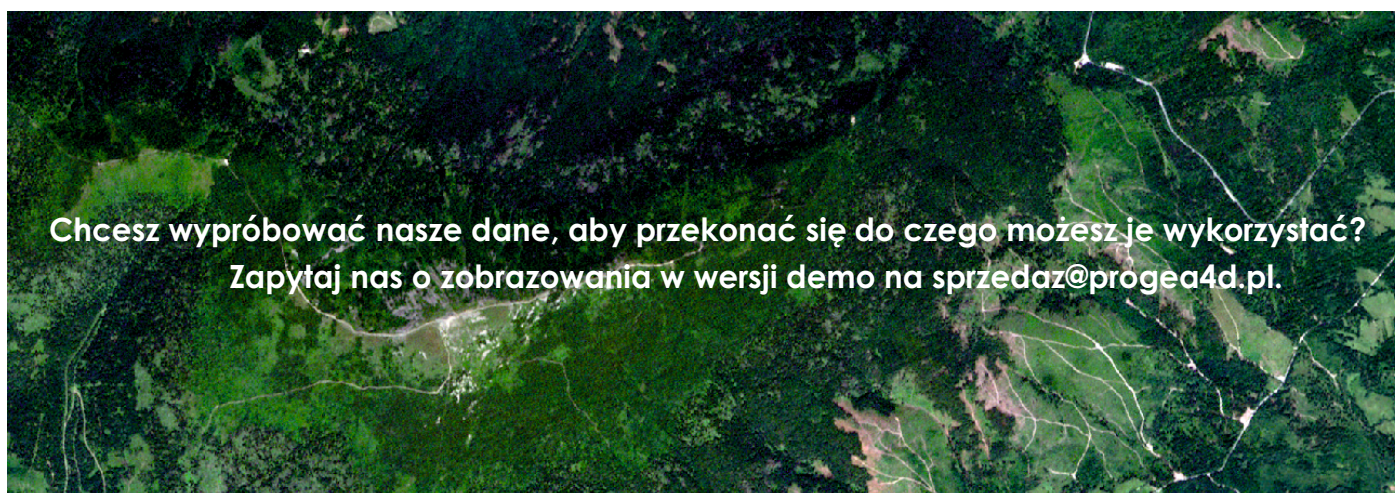 Chcesz wypróbować nasze dane, aby przekonać się do czego możesz je wykorzystać?
Zapytaj nas o zobrazowania w wersji demo na sprzedaz@progea4d.pl.